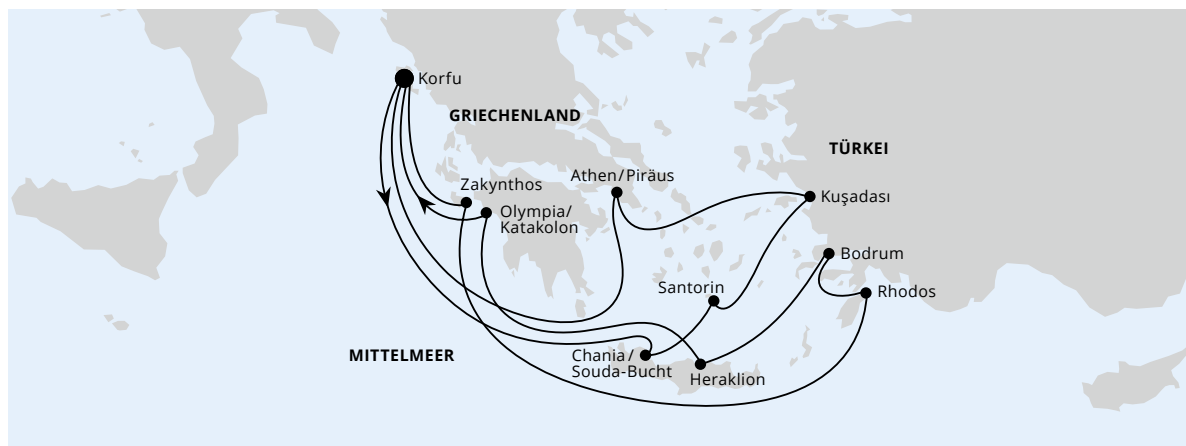 Korfu
GRIECHENLAND
TÜRKEI
Athen/Piräus
Zakynthos
Kuşadası
Olympia/
Katakolon
Bodrum
Santorin
Rhodos
MITTELMEER
Chania/
Souda-Bucht
Heraklion